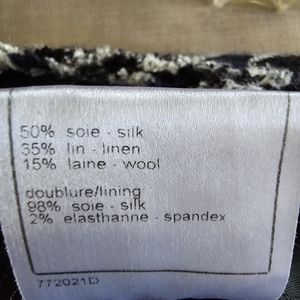 50% soie - silk
35% lin - linen
15% laine - wool
doublure/lining
98% soie - silk
2% elasthanne - spandex
772021D